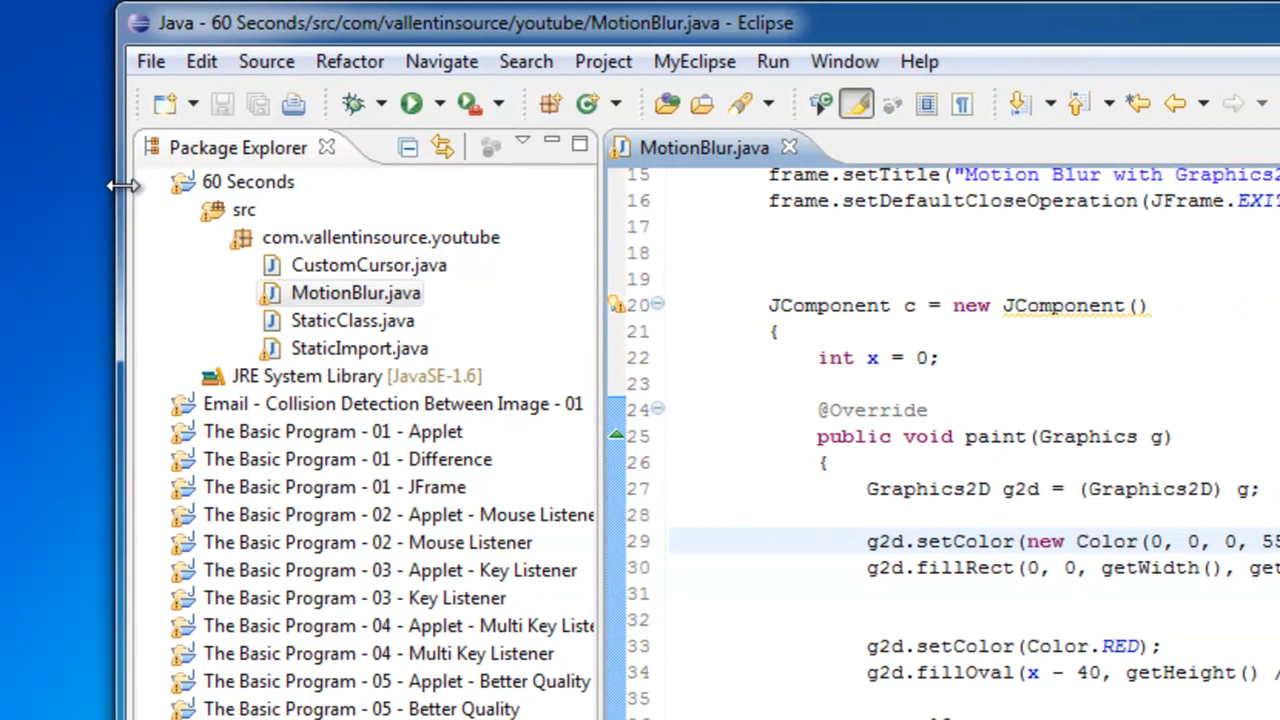 Java - 60 Seconds/src/com/vallentinsource/youtube/MotionBlur.java - Eclipse
File Edit Source Refactor Navigate Search Project MyEclipse Run Window Help
Package Explorer
60 Seconds
src
com.vallentinsource.youtube
CustomCursor.java
MotionBlur.java
StaticClass.java
StaticImport.java
JRE System Library [JavaSE-1.6]
Email - Collision Detection Between Image - 01
The Basic Program - 01 - Applet
The Basic Program - 01 - Difference
The Basic Program - 01 - JFrame
The Basic Program - 02 - Applet - Mouse Listene
The Basic Program - 02 - Mouse Listener
The Basic Program - 03 - Applet - Key Listener
The Basic Program - 03 - Key Listener
The Basic Program - 04 - Applet - Multi Key Liste
The Basic Program - 04 - Multi Key Listener
The Basic Program - 05 - Applet - Better Quality
The Basic Program - 05 - Better Quality
MotionBlur.java
15 frame.setTitle("Motion Blur with Graphics2
16 frame.setDefaultCloseOperation(JFrame.EXI
17
18
19
20 JComponent c = new JComponent()
21 {
22 int x = 0;
23
24 @Override
25 public void paint(Graphics g)
26 {
27 Graphics2D g2d = (Graphics2D) g;
28
29 g2d.setColor(new Color(0, 0, 0, 55
30 g2d.fillRect(0, 0, getWidth(), get
31
32
33 g2d.setColor(Color.RED);
34 g2d.fillOval(x - 40, getHeight() /
35